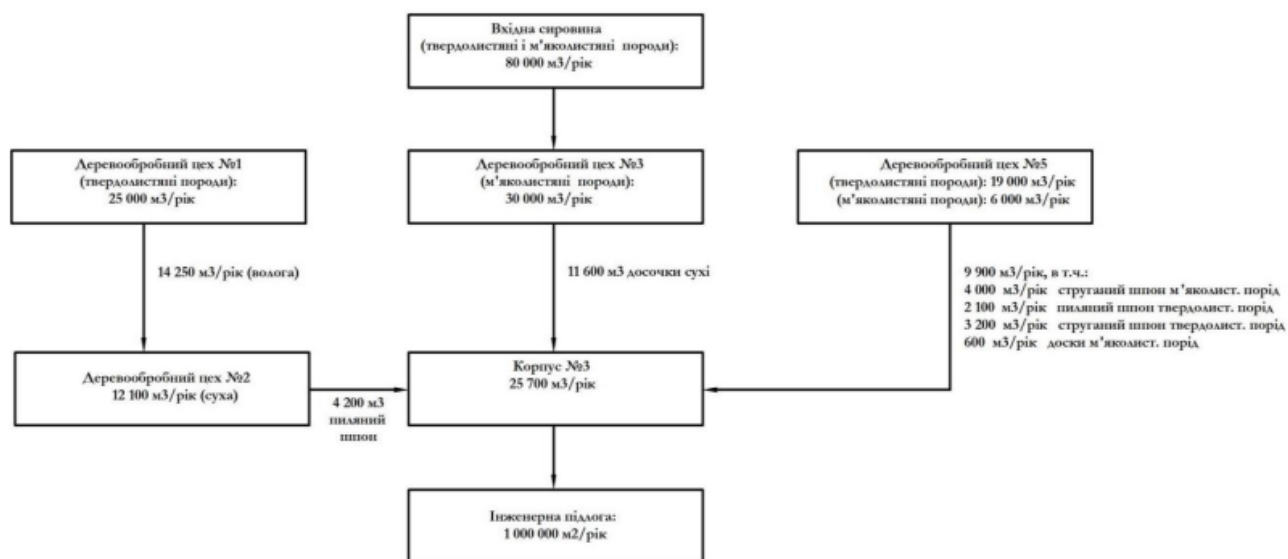 Вхідна сировина
(твердолистяні і м’яколистяні породи):
80 000 м3/рік
Деревообробний цех №1
(твердолистяні породи):
25 000 м3/рік
Деревообробний цех №3
(м’яколистяні породи):
30 000 м3/рік
Деревообробний цех №5
(твердолистяні породи): 19 000 м3/рік
(м’яколистяні породи): 6 000 м3/рік
14 250 м3/рік (волога)
11 600 м3 досочки сухі
9 900 м3/рік, в т.ч.:
4 000 м3/рік струганий шпон м’яколист. порід
2 100 м3/рік пиляний шпон твердолист. порід
3 200 м3/рік струганий шпон твердолист. порід
600 м3/рік доски м’яколист. порід
Деревообробний цех №2
12 100 м3/рік (суха)
4 200 м3
пиляний
шпон
Корпус №3
25 700 м3/рік
Інженерна підлога:
1 000 000 м2/рік